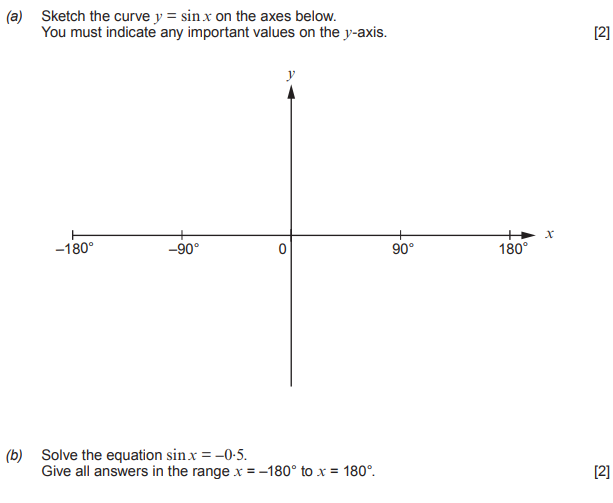 (a) Sketch the curve y = sin x on the axes below.
You must indicate any important values on the y-axis. [2]
y
x
–180° –90° 0 90° 180°
(b) Solve the equation sin x = –0·5.
Give all answers in the range x = –180° to x = 180°. [2]